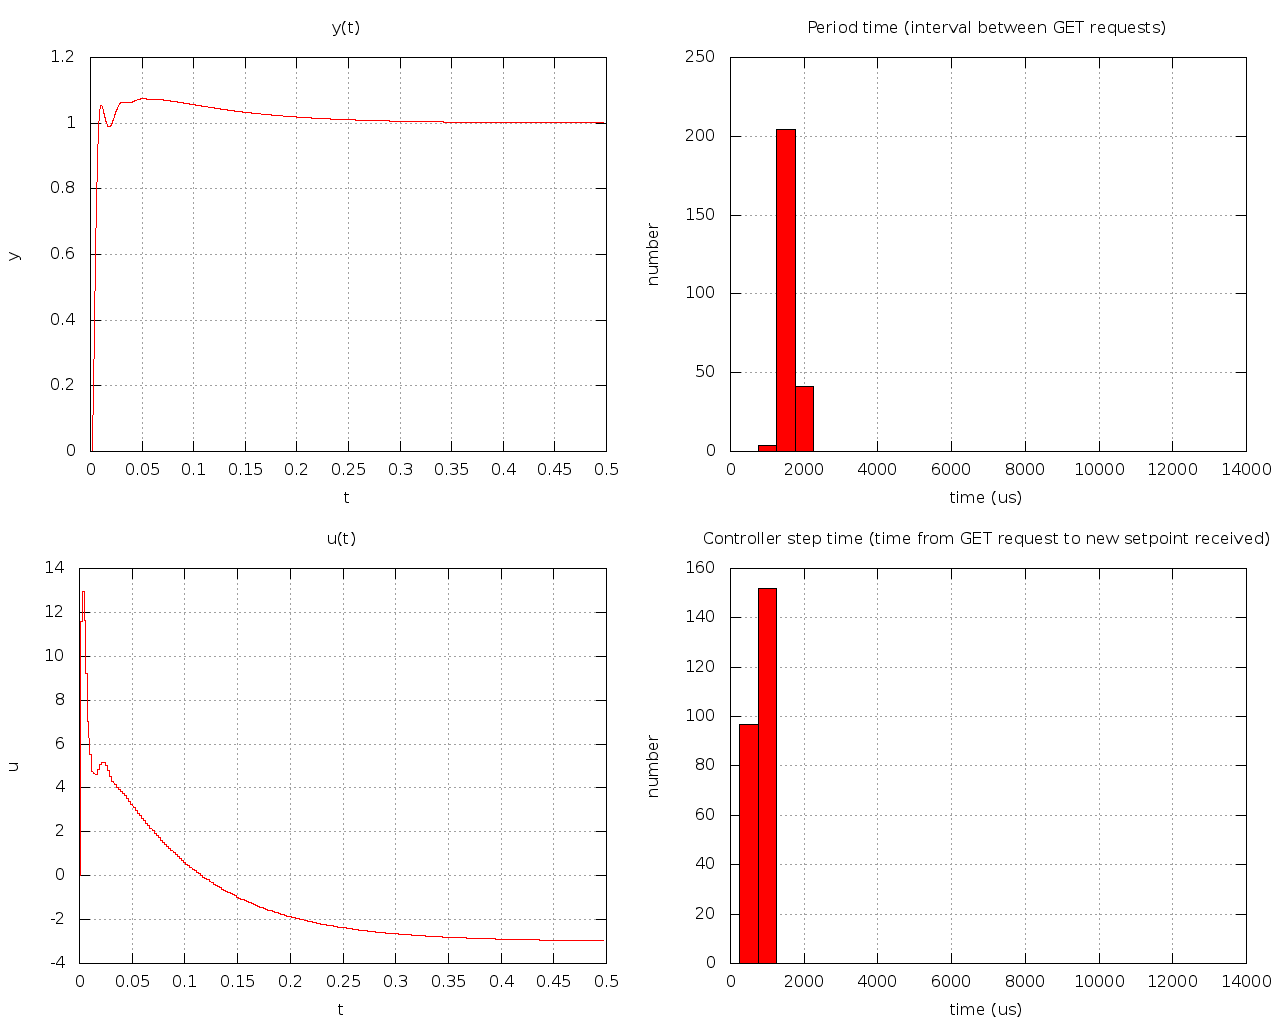 y(t)
1.2
1
0.8
0.6
0.4
0.2
0
y
0 0.05 0.1 0.15 0.2 0.25 0.3 0.35 0.4 0.45 0.5
t
Period time (interval between GET requests)
250
200
150
100
50
0
number
0 2000 4000 6000 8000 10000 12000 14000
time (us)
u(t)
14
12
10
8
6
4
2
0
-2
-4
u
0 0.05 0.1 0.15 0.2 0.25 0.3 0.35 0.4 0.45 0.5
t
Controller step time (time from GET request to new setpoint received)
160
140
120
100
80
60
40
20
0
number
0 2000 4000 6000 8000 10000 12000 14000
time (us)